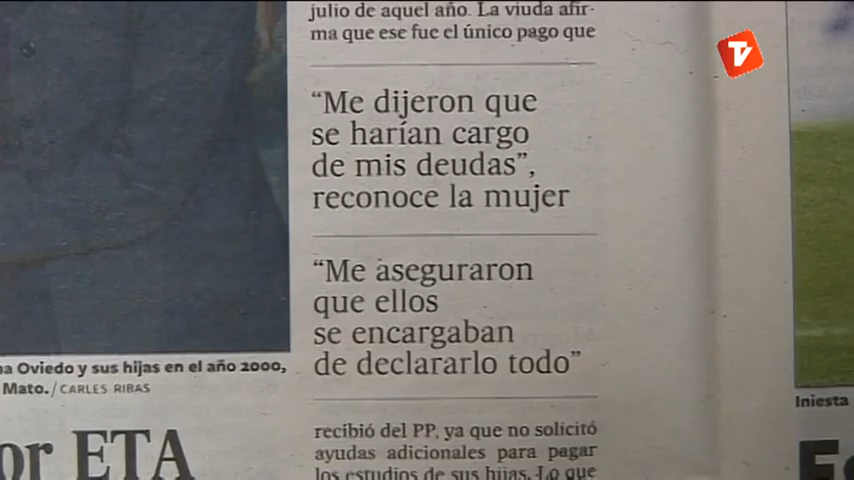 julio de aquel año. La viuda afir-
ma que ese fue el único pago que
TV
“Me dijeron que
se harían cargo
de mis deudas”,
reconoce la mujer
“Me aseguraron
que ellos
se encargaban
de declararlo todo”
Oviedo y sus hijas en el año 2000,
Mato./CARLES RIBAS
or ETA
recibió del PP, ya que no solicitó
ayudas adicionales para pagar
los estudios de sus hijas. Lo que
Iniesta